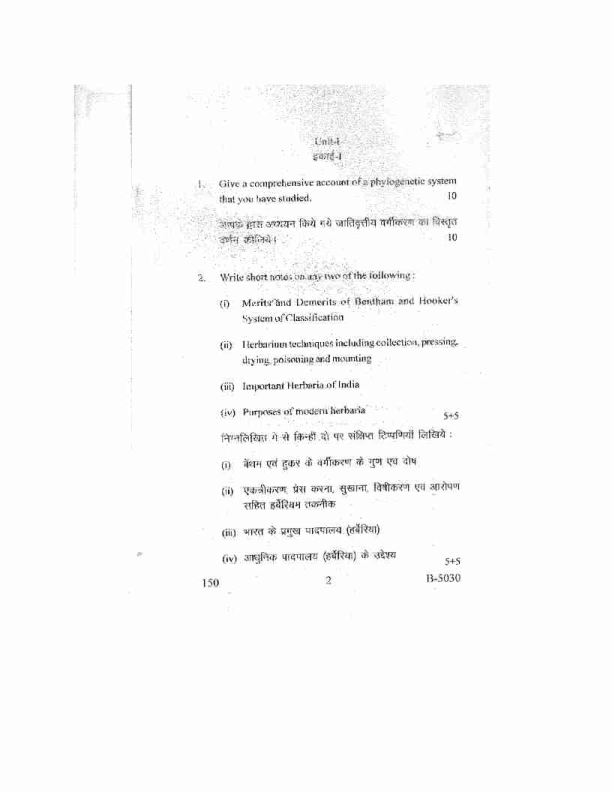 Unit-I
इकाई-I
1. Give a comprehensive account of a phylogenetic system
that you have studied. 10
आपके द्वारा अध्ययन किये गये जातिवृत्तीय वर्गीकरण का विस्तृत
वर्णन कीजिये। 10
2. Write short notes on any two of the following :
(i) Merits and Demerits of Bentham and Hooker's
System of Classification
(ii) Herbarium techniques including collection, pressing,
drying, poisoning and mounting
(iii) Important Herbaria of India
(iv) Purposes of modern herbaria 5+5
निम्नलिखित में से किन्हीं दो पर संक्षिप्त टिप्पणियाँ लिखिये :
(i) बेंथम एवं हुकर के वर्गीकरण के गुण एवं दोष
(ii) एकत्रीकरण, प्रेस करना, सुखाना, विषीकरण एवं आरोपण
सहित हर्बेरियम तकनीक
(iii) भारत के प्रमुख पादपालय (हर्बेरिया)
(iv) आधुनिक पादपालय (हर्बेरिया) के उद्देश्य 5+5
150 2 B-5030